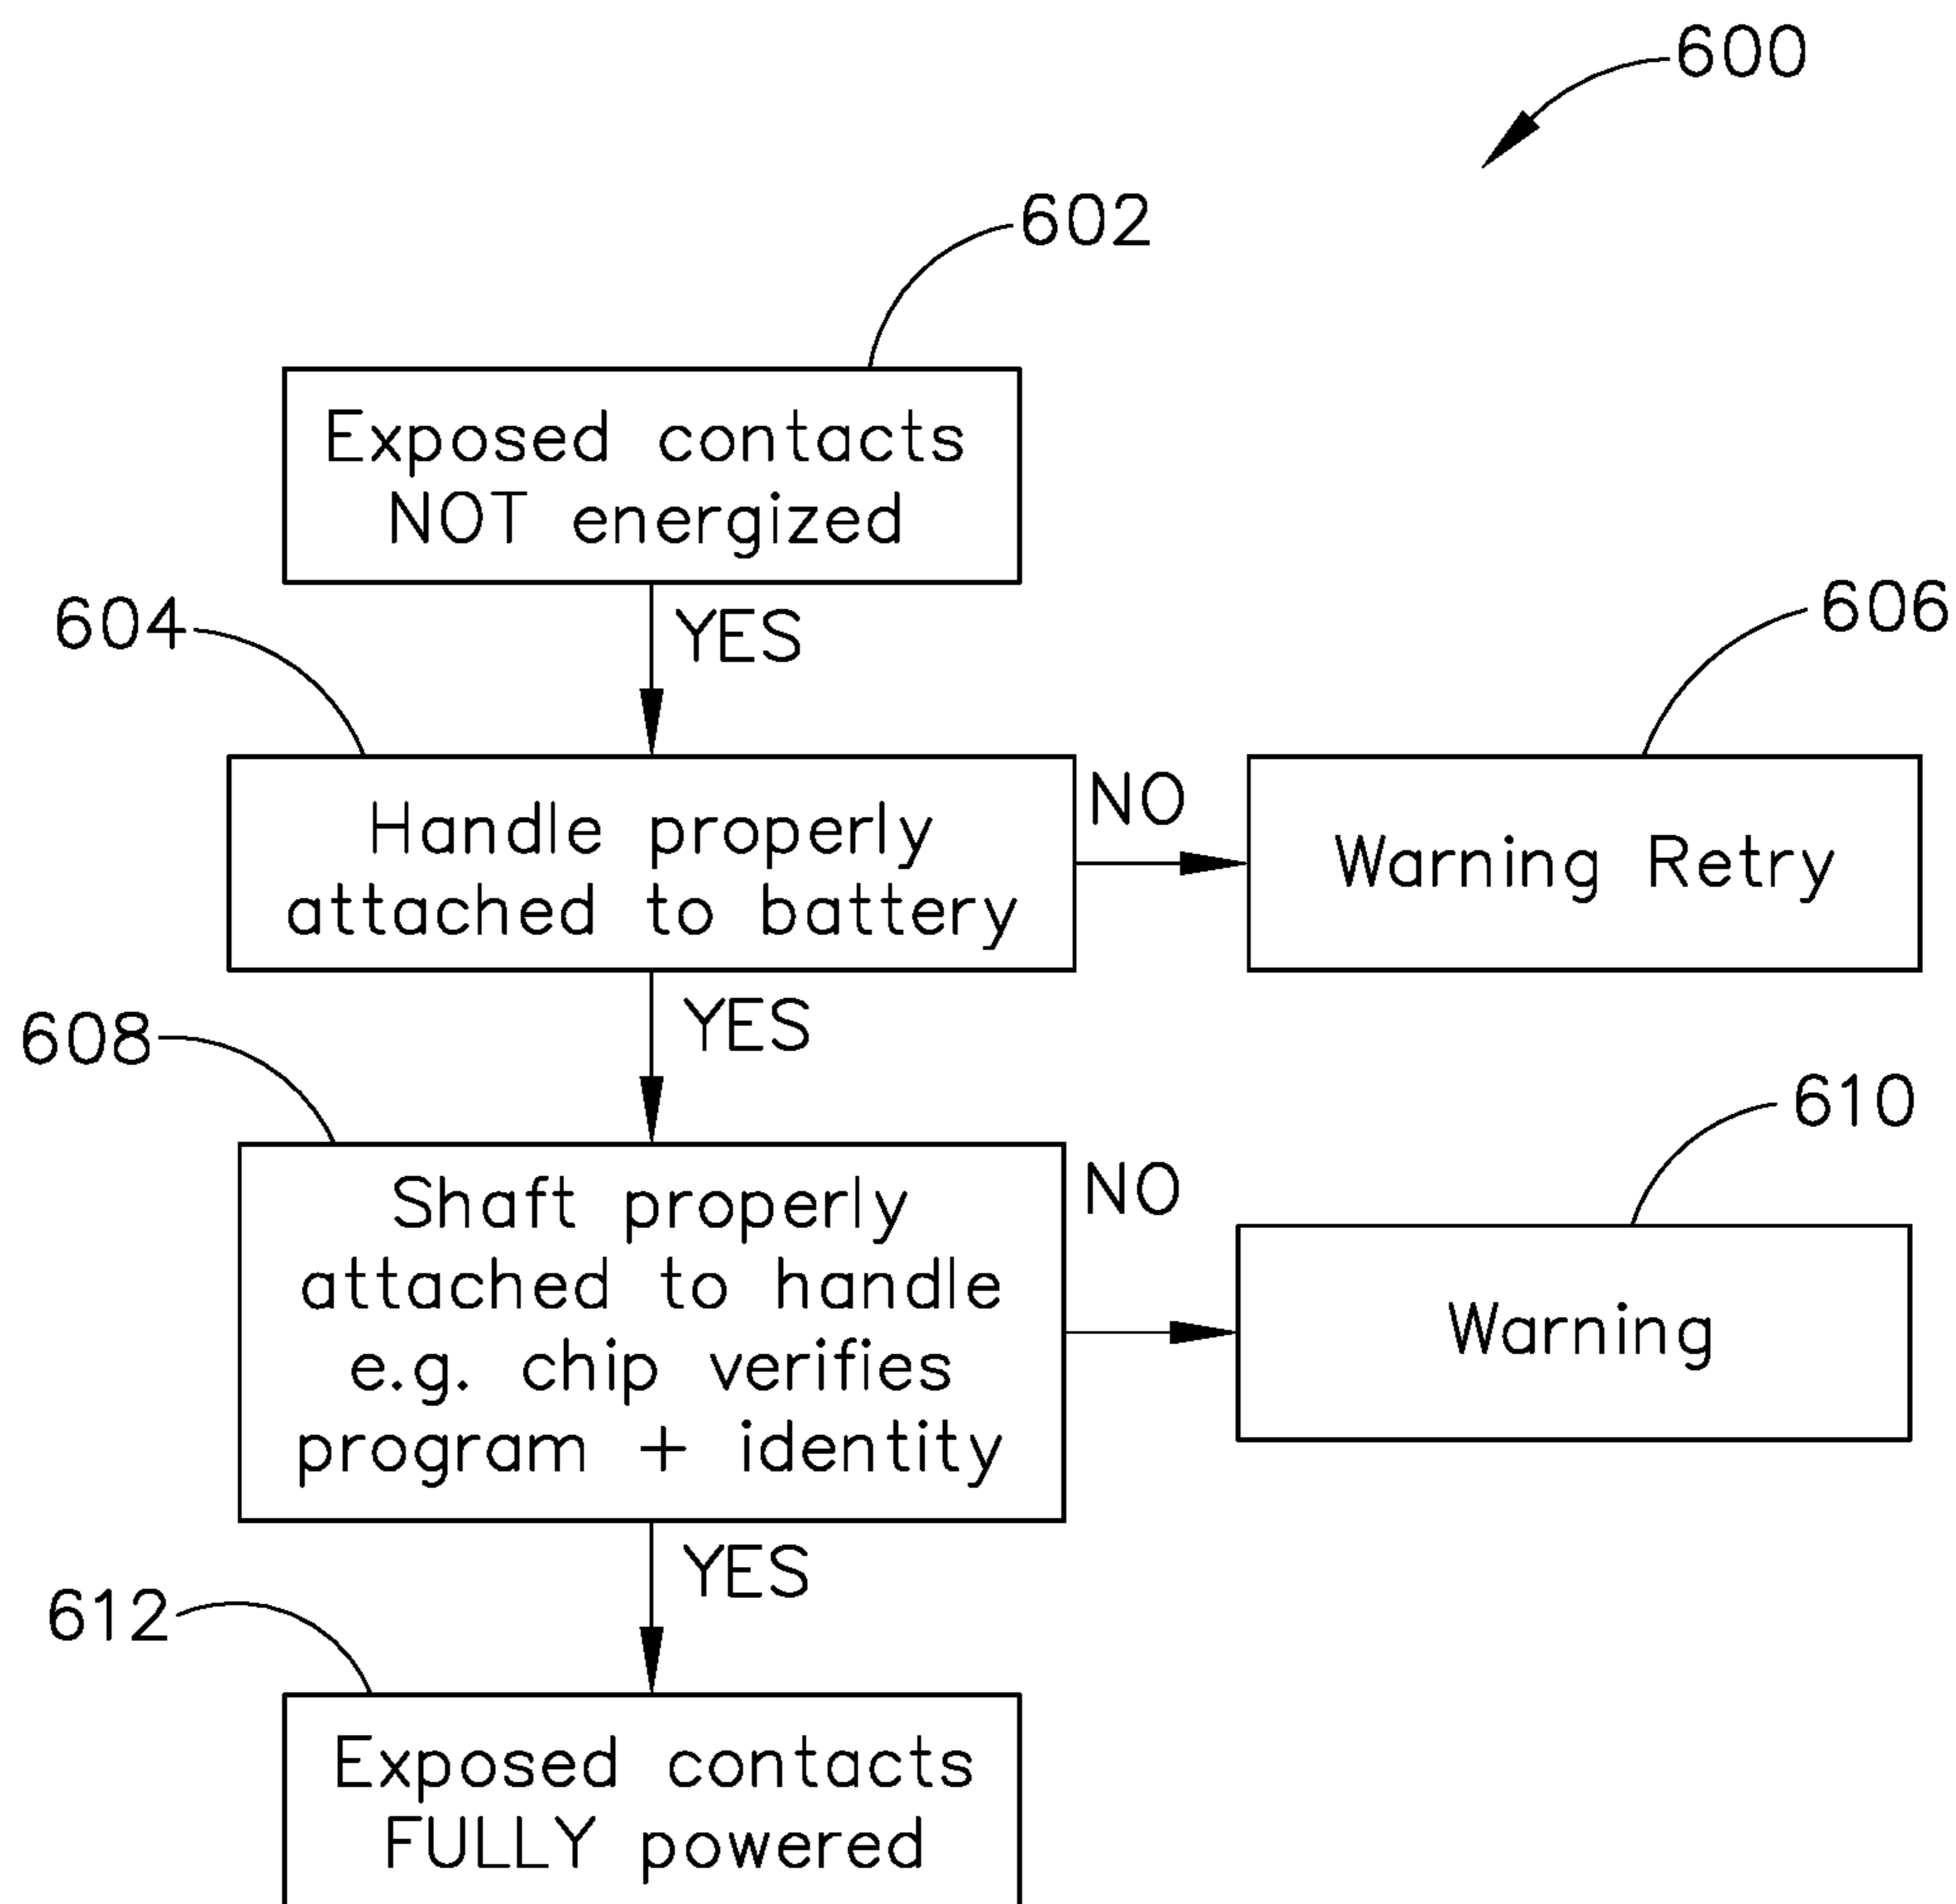 600
602
Exposed contacts
NOT energized
604
YES
606
Handle properly
attached to battery
NO
Warning Retry
608
YES
610
Shaft properly
attached to handle
e.g. chip verifies
program + identity
NO
Warning
612
YES
Exposed contacts
FULLY powered